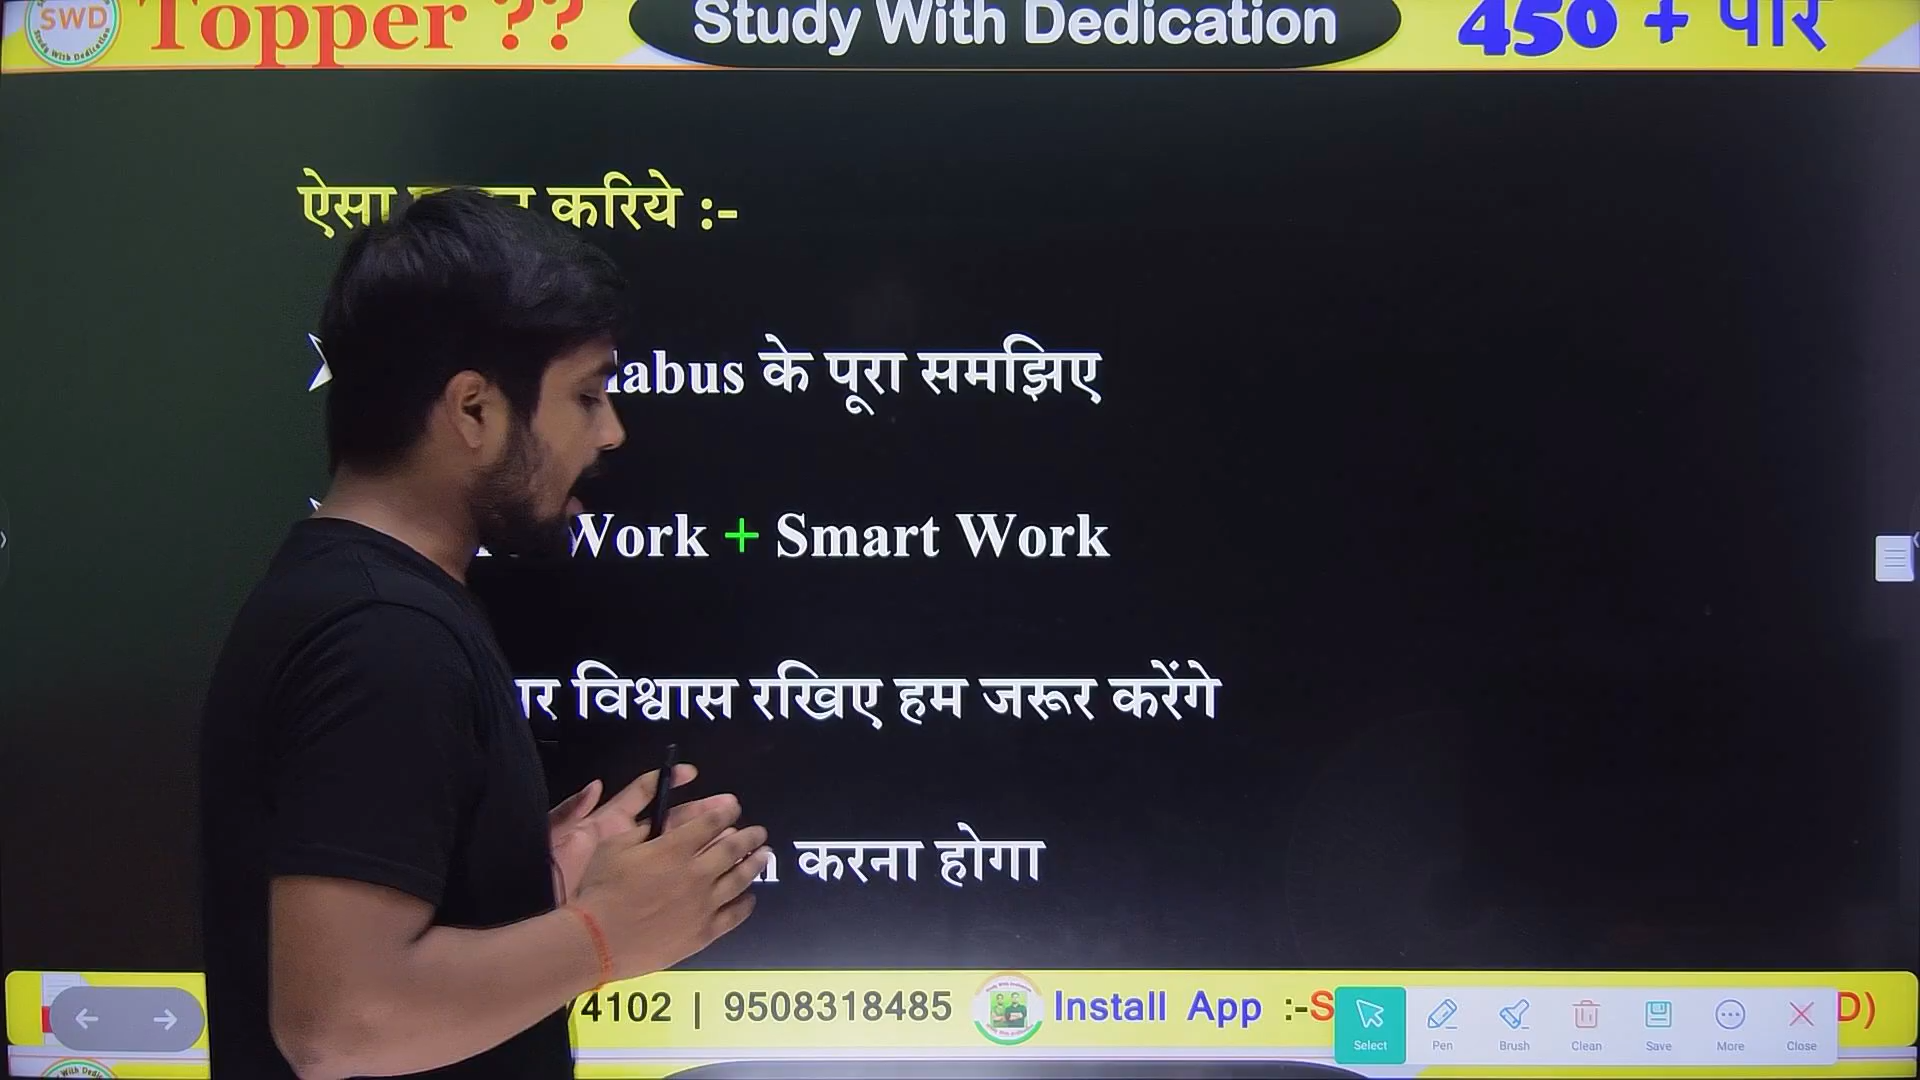 SWD Topper ?? Study With Dedication 450 + पार
ऐसा करिये :-
के पूरा समझिए
Work + Smart Work
विश्वास रखिए हम जरूर करेंगे
करना होगा
4102 | 9508318485 Install App :-S D)
Select Pen Brush Clean Save More Close